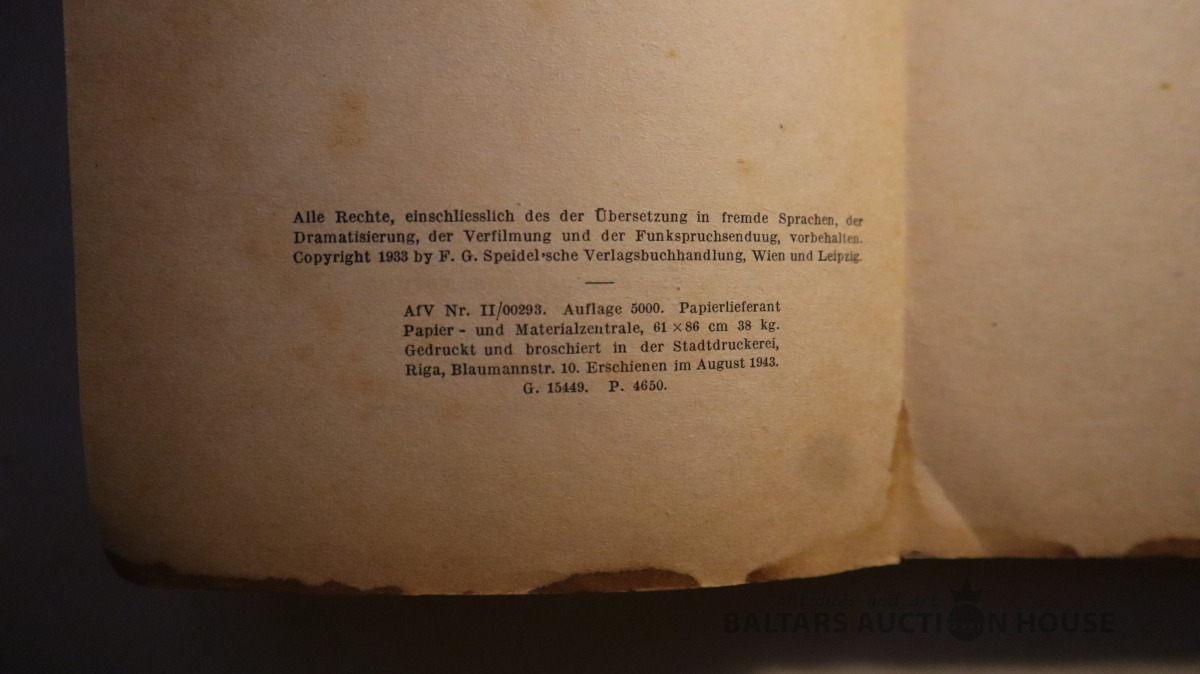 Alle Rechte, einschliesslich des der Übersetzung in fremde Sprachen, der
Dramatisierung, der Verfilmung und der Funkspruchsenduug, vorbehalten.
Copyright 1933 by F. G. Speidel'sche Verlagsbuchhandlung, Wien und Leipzig.
AfV Nr. II/00293. Auflage 5000. Papierlieferant
Papier - und Materialzentrale, 61×86 cm 38 kg.
Gedruckt und broschiert in der Stadtdruckerei,
Riga, Blaumannstr. 10. Erschienen im August 1943.
G. 15449. P. 4650.
BALTARS AUCTION HOUSE